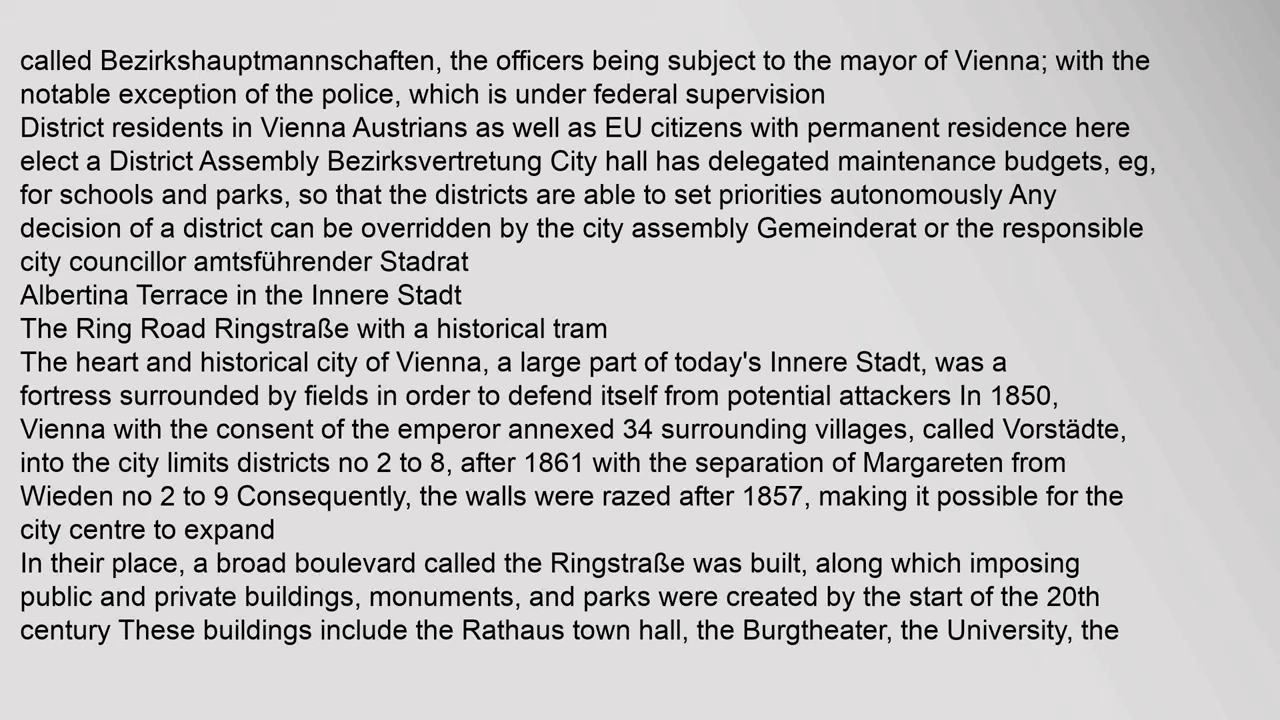 called Bezirkshauptmannschaften, the officers being subject to the mayor of Vienna; with the
notable exception of the police, which is under federal supervision
District residents in Vienna Austrians as well as EU citizens with permanent residence here
elect a District Assembly Bezirksvertretung City hall has delegated maintenance budgets, eg,
for schools and parks, so that the districts are able to set priorities autonomously Any
decision of a district can be overridden by the city assembly Gemeinderat or the responsible
city councillor amtsführender Stadrat
Albertina Terrace in the Innere Stadt
The Ring Road Ringstraße with a historical tram
The heart and historical city of Vienna, a large part of today's Innere Stadt, was a
fortress surrounded by fields in order to defend itself from potential attackers In 1850,
Vienna with the consent of the emperor annexed 34 surrounding villages, called Vorstädte,
into the city limits districts no 2 to 8, after 1861 with the separation of Margareten from
Wieden no 2 to 9 Consequently, the walls were razed after 1857, making it possible for the
city centre to expand
In their place, a broad boulevard called the Ringstraße was built, along which imposing
public and private buildings, monuments, and parks were created by the start of the 20th
century These buildings include the Rathaus town hall, the Burgtheater, the University, the